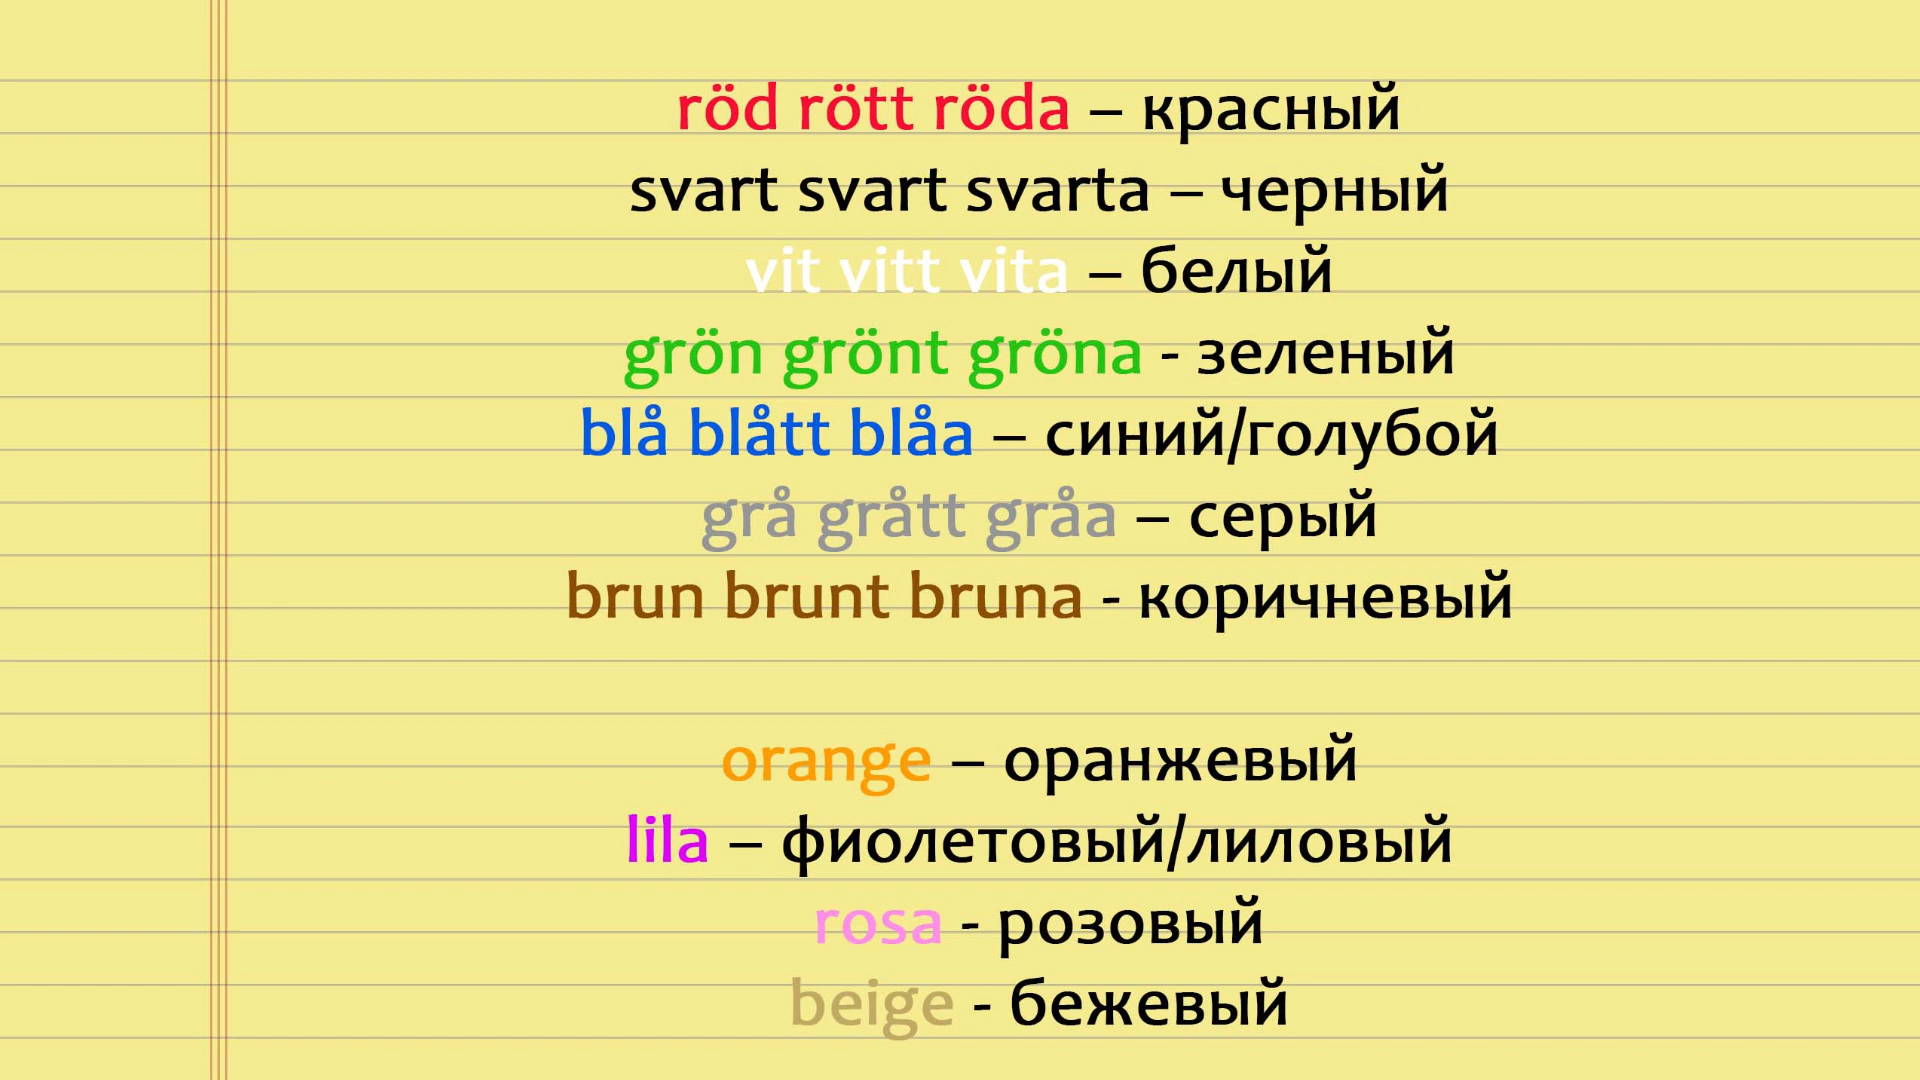 röd rött röda – красный
svart svart svarta – черный
vit vitt vita – белый
grön grönt gröna - зеленый
blå blått blåa – синий/голубой
grå grått gråa – серый
brun brunt bruna - коричневый
orange – оранжевый
lila – фиолетовый/лиловый
rosa - розовый
beige - бежевый